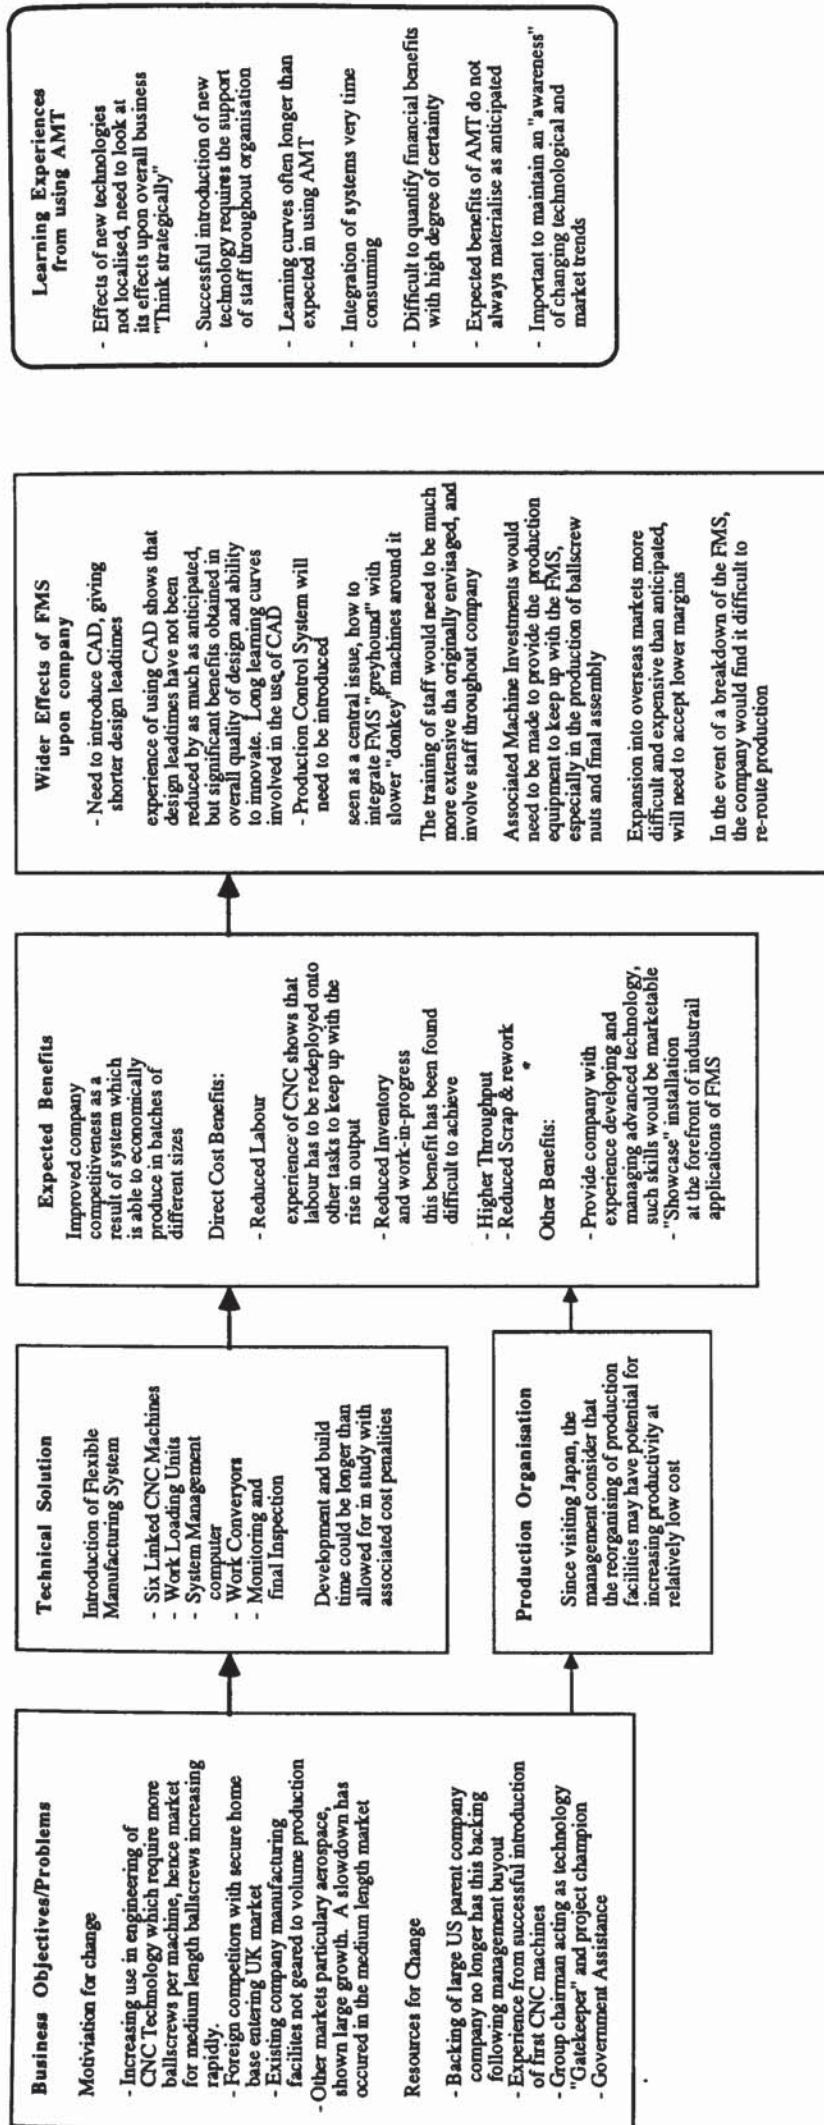 Business Objectives/Problems
Motiviation for change
- Increasing use in engineering of
CNC Technology which require more
ballscrews per machine, hence market
for medium length ballscrews increasing
rapidly.
- Foreign competitors with secure home
base entering UK market
- Existing company manufacturing
facilites not geared to volume production
- Other markets particulary aerospace,
shown large growth. A slowdown has
occured in the medium length market
Resources for Change
- Backing of large US parent company
company no longer has this backing
following management buyout
- Experience from successful introduction
of first CNC machines
- Group chairman acting as technology
"Gatekeeper" and project champion
- Government Assistance
Technical Solution
Introduction of Flexible
Manufacturing System
- Six Linked CNC Machines
- Work Loading Units
- System Management
computer
- Work Converyors
- Monitoring and
final Inspection
Development and build
time could be longer than
allowed for in study with
associated cost penalities
Production Organisation
Since visiting Japan, the
management consider that
the reorganising of production
facilities may have potential for
increasing productivity at
relatively low cost
Expected Benefits
Improved company
competitiveness as a
result of system which
is able to economically
produce in batches of
different sizes
Direct Cost Benefits:
- Reduced Labour
experience of CNC shows that
labour has to be redeployed onto
other tasks to keep up with the
rise in output
- Reduced Inventory
and work-in-progress
this benefit has been found
difficult to achieve
- Higher Throughput
- Reduced Scrap & rework
Other Benefits:
- Provide company with
experience developing and
managing advanced technology,
such skills would be marketable
- "Showcase" installation
at the forefront of industrail
applications of FMS
Wider Effects of FMS
upon company
- Need to introduce CAD, giving
shorter design leadtimes
experience of using CAD shows that
design leadtimes have not been
reduced by as much as anticipated,
but significant benefits obtained in
overall quality of design and ability
to innovate. Long learning curves
involved in the use of CAD
- Production Control System will
need to be introduced
seen as a central issue, how to
integrate FMS "greyhound" with
slower "donkey" machines around it
The training of staff would need to be much
more extensive tha originally envisaged, and
involve staff throughout company
Associated Machine Investments would
need to be made to provide the production
equipment to keep up with the FMS,
especially in the production of ballscrew
nuts and final assembly
Expansion into overseas markets more
difficult and expensive than anticipated,
will need to accept lower margins
In the event of a breakdown of the FMS,
the company would find it difficult to
re-route production
Learning Experiences
from using AMT
- Effects of new technologies
not localised, need to look at
its effects upon overall business
"Think strategically"
- Successful introduction of new
technology requires the support
of staff throughout organisation
- Learning curves often longer than
expected in using AMT
- Integration of systems very time
consuming
- Difficult to quantify financial benefits
with high degree of certainty
- Expected benefits of AMT do not
always materialise as anticipated
- Important to maintain an "awareness"
of changing technological and
market trends